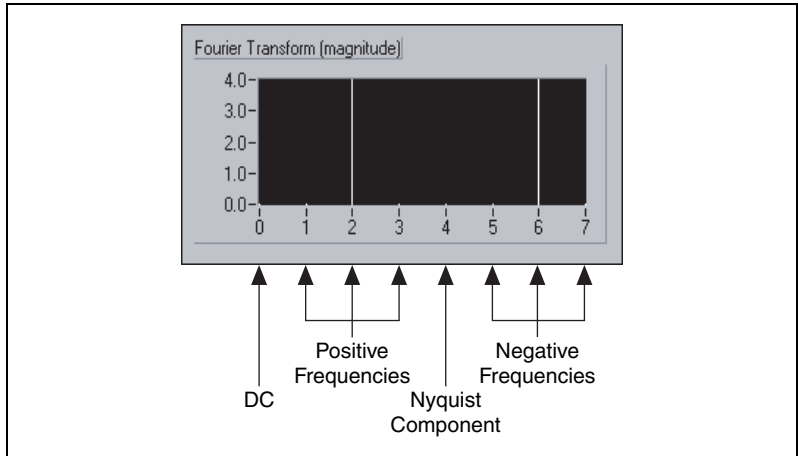 Fourier Transform (magnitude)
4.0
3.0
2.0
1.0
0.0
0 1 2 3 4 5 6 7
Positive
Frequencies
Negative
Frequencies
DC
Nyquist
Component